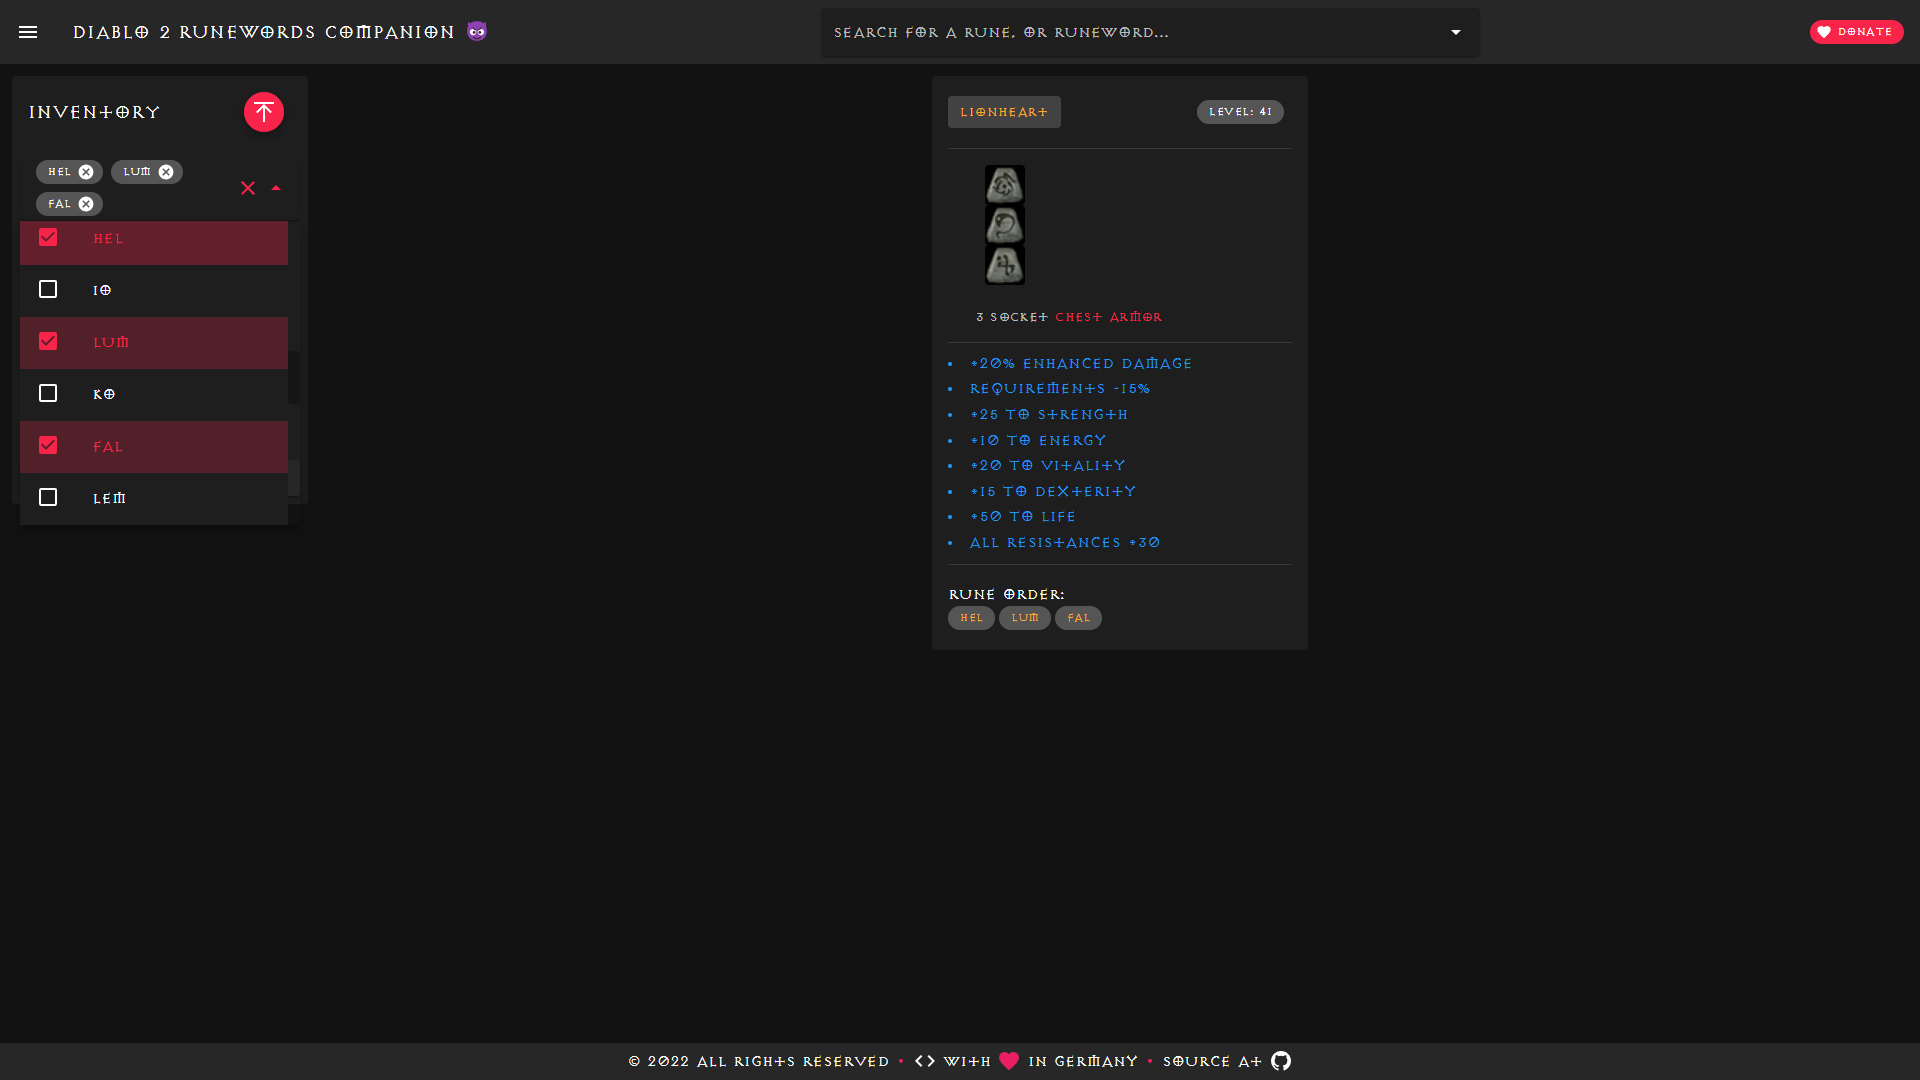 DIABLO 2 RUNEWORDS COMPANION 😈
SEARCH FOR A RUNE, OR RUNEWORD...
DONATE
INVENTORY
HEL
LUM
FAL
HEL
IO
LUM
KO
FAL
LEM
LIONHEART
LEVEL: 41
3 SOCKET CHEST ARMOR
• +20% ENHANCED DAMAGE
• REQUIREMENTS -15%
• +25 TO STRENGTH
• +10 TO ENERGY
• +20 TO VITALITY
• +15 TO DEXTERITY
• +50 TO LIFE
• ALL RESISTANCES +30
RUNE ORDER:
HEL LUM FAL
© 2022 ALL RIGHTS RESERVED • <> WITH ♥ IN GERMANY • SOURCE AT